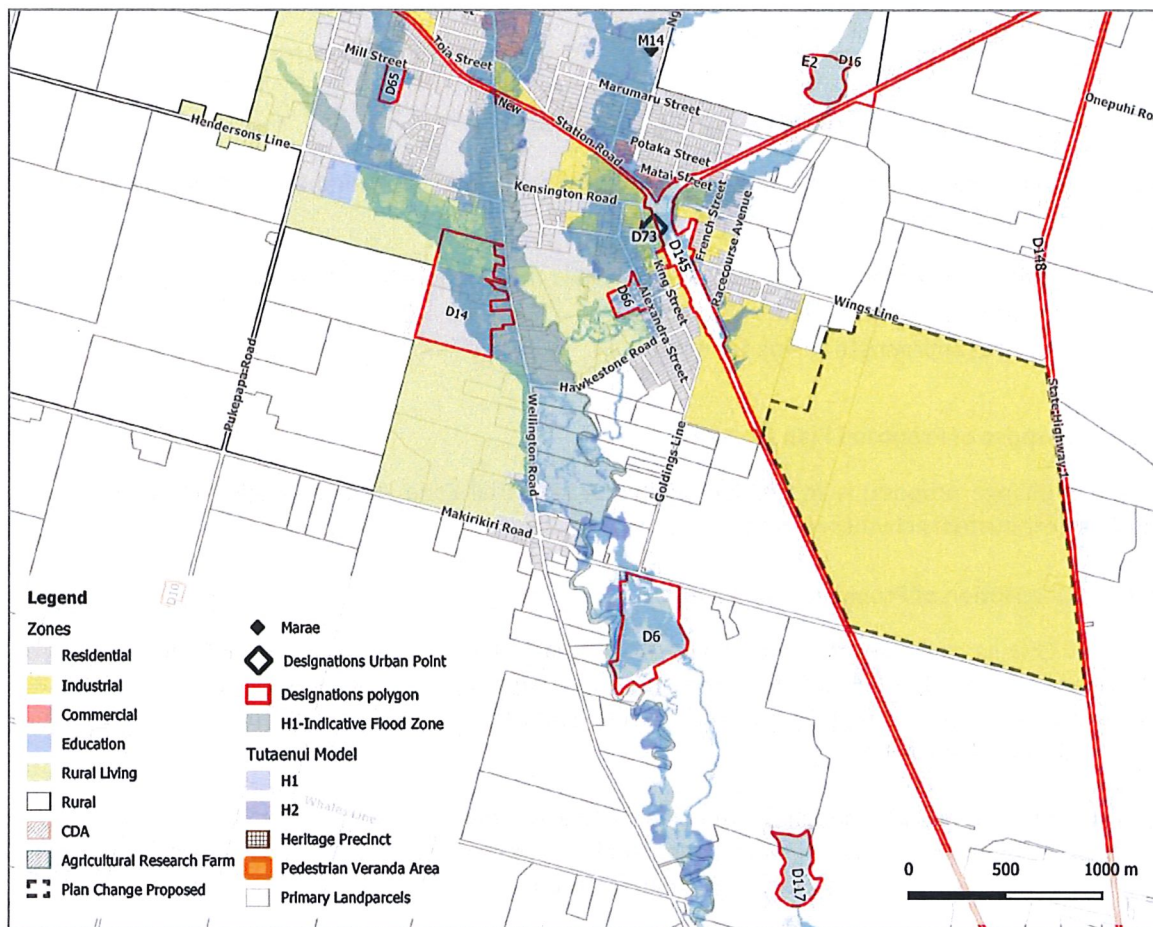 M14
E2
D16
Mill Street
Toia Street
D65
Marumaru Street
Onepuhi Ro
New
Station Road
Hendersons Line
Potaka Street
Matai Street
Kensington Road
French Street
Racecourse Avenue
D73
D145
D148
King Street
D14
D66
Alexandra Street
Wings Line
Pukepapa Road
Hawkestone Road
State Highway 1
Wellington Road
Goldings Line
Makirikiri Road
D10
D6
Whales Line
D117
Legend
Zones
Residential
Industrial
Commercial
Education
Rural Living
Rural
CDA
Agricultural Research Farm
Plan Change Proposed
Marae
Designations Urban Point
Designations polygon
H1-Indicative Flood Zone
Tutaenui Model
H1
H2
Heritage Precinct
Pedestrian Veranda Area
Primary Landparcels
0 500 1000 m